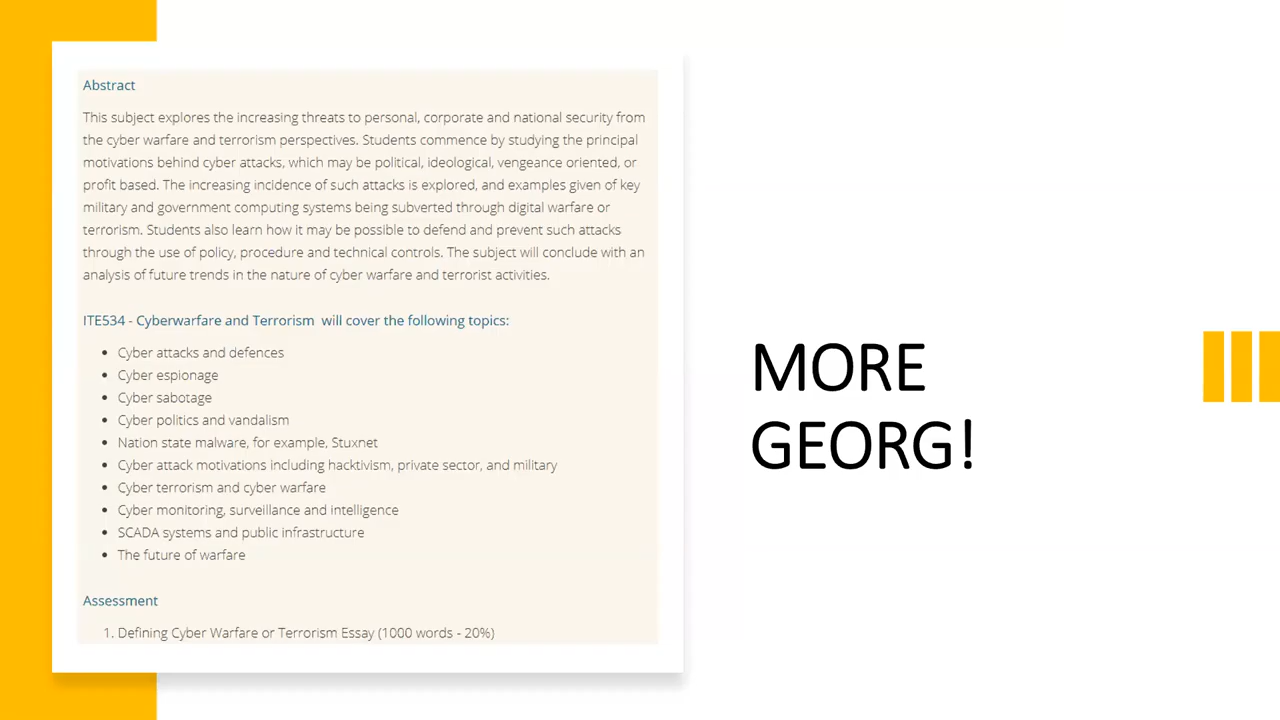 Abstract
This subject explores the increasing threats to personal, corporate and national security from
the cyber warfare and terrorism perspectives. Students commence by studying the principal
motivations behind cyber attacks, which may be political, ideological, vengeance oriented, or
profit based. The increasing incidence of such attacks is explored, and examples given of key
military and government computing systems being subverted through digital warfare or
terrorism. Students also learn how it may be possible to defend and prevent such attacks
through the use of policy, procedure and technical controls. The subject will conclude with an
analysis of future trends in the nature of cyber warfare and terrorist activities.
ITE534 - Cyberwarfare and Terrorism will cover the following topics:
• Cyber attacks and defences
• Cyber espionage
• Cyber sabotage
• Cyber politics and vandalism
• Nation state malware, for example, Stuxnet
• Cyber attack motivations including hacktivism, private sector, and military
• Cyber terrorism and cyber warfare
• Cyber monitoring, surveillance and intelligence
• SCADA systems and public infrastructure
• The future of warfare
Assessment
1. Defining Cyber Warfare or Terrorism Essay (1000 words - 20%)
MORE
GEORG!